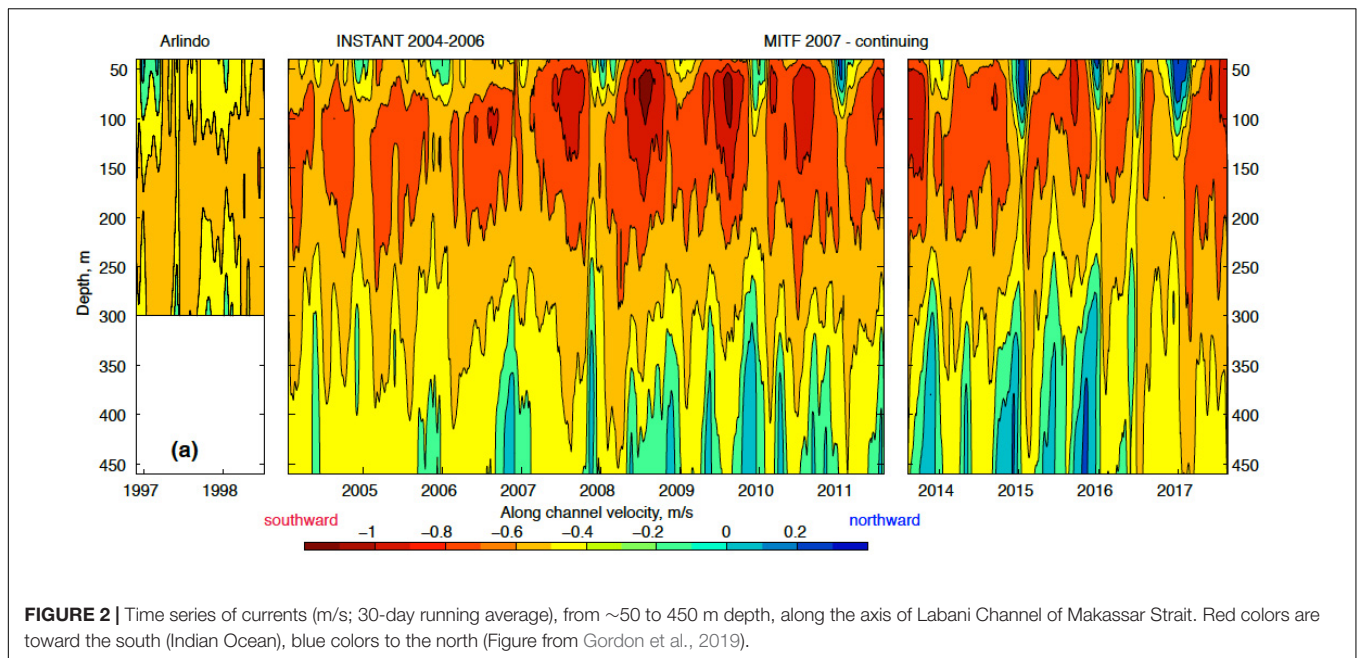 Arlindo INSTANT 2004-2006 MITF 2007 - continuing
50 50
100 100
150 150
200 200
250 250
300 300
350 350
400 400
450 450
Depth, m
(a)
1997 1998 2005 2006 2007 2008 2009 2010 2011 2014 2015 2016 2017
southward Along channel velocity, m/s northward
−1 −0.8 −0.6 −0.4 −0.2 0 0.2
FIGURE 2 | Time series of currents (m/s; 30-day running average), from ∼50 to 450 m depth, along the axis of Labani Channel of Makassar Strait. Red colors are
toward the south (Indian Ocean), blue colors to the north (Figure from Gordon et al., 2019).